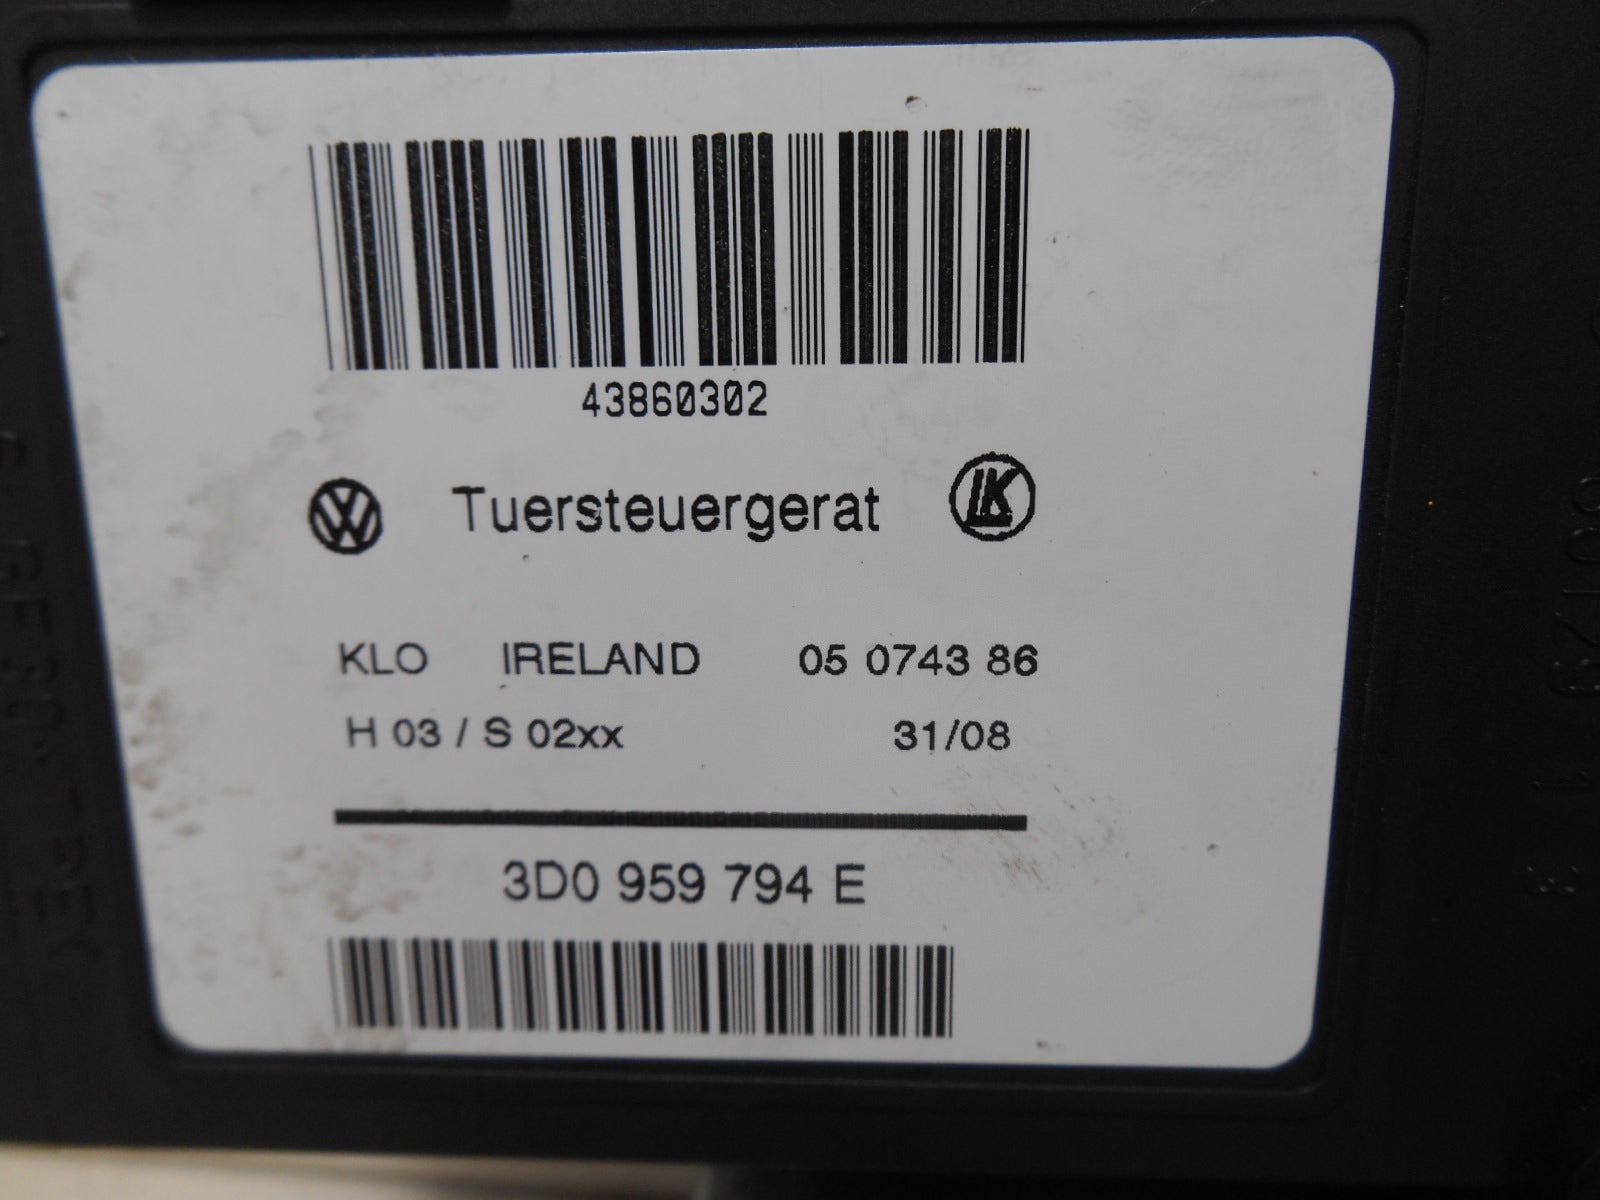 43860302
Tuersteuergerat
KLO IRELAND 05 0743 86
H 03 / S 02xx 31/08
3D0 959 794 E